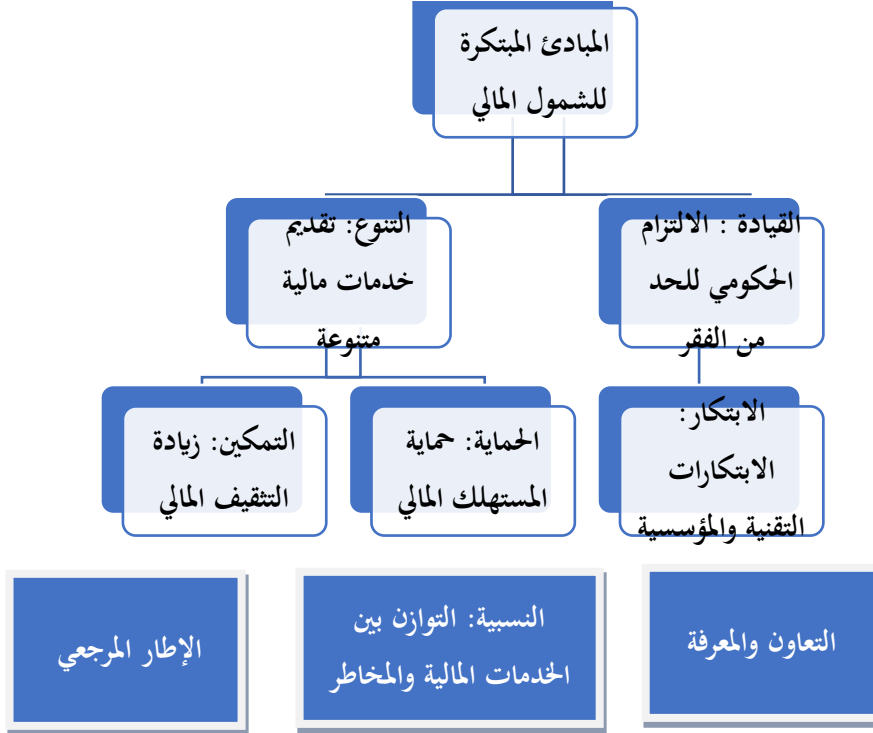 المبادئ المبتكرة
للشمول المالي
القيادة : الالتزام
الحكومي للحد
من الفقر
التنوع: تقديم
خدمات مالية
متنوعة
الابتكار:
الابتكارات
التقنية والمؤسسية
الحماية: حماية
المستهلك المالي
التمكين: زيادة
التثقيف المالي
التعاون والمعرفة
النسبية: التوازن بين
الخدمات المالية والمخاطر
الإطار المرجعي